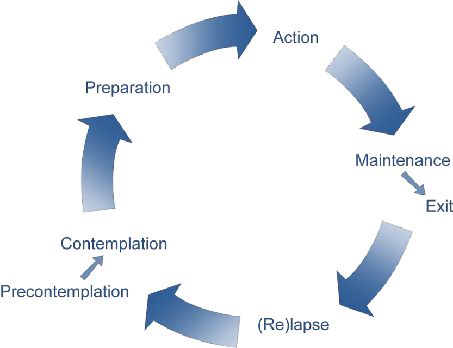 Action
Preparation
Maintenance
Exit
Contemplation
Precontemplation
(Re)lapse